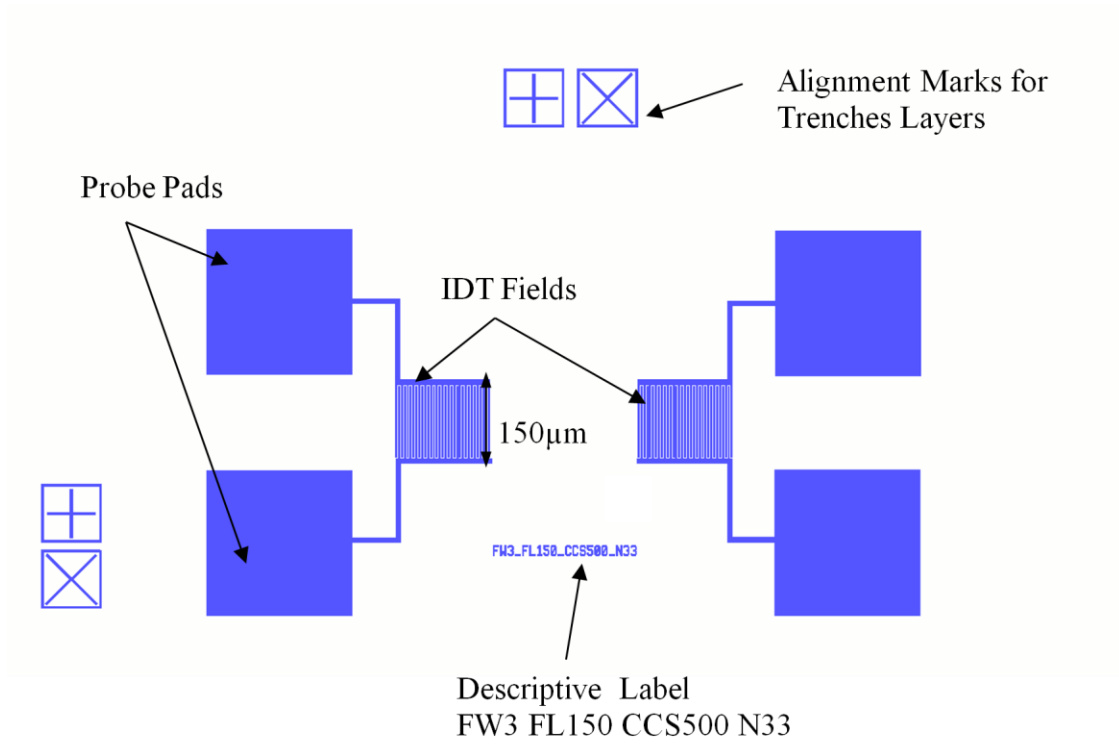 Alignment Marks for
Trenches Layers
Probe Pads
IDT Fields
150µm
FW3_FL150_CCS500_N33
Descriptive Label
FW3 FL150 CCS500 N33